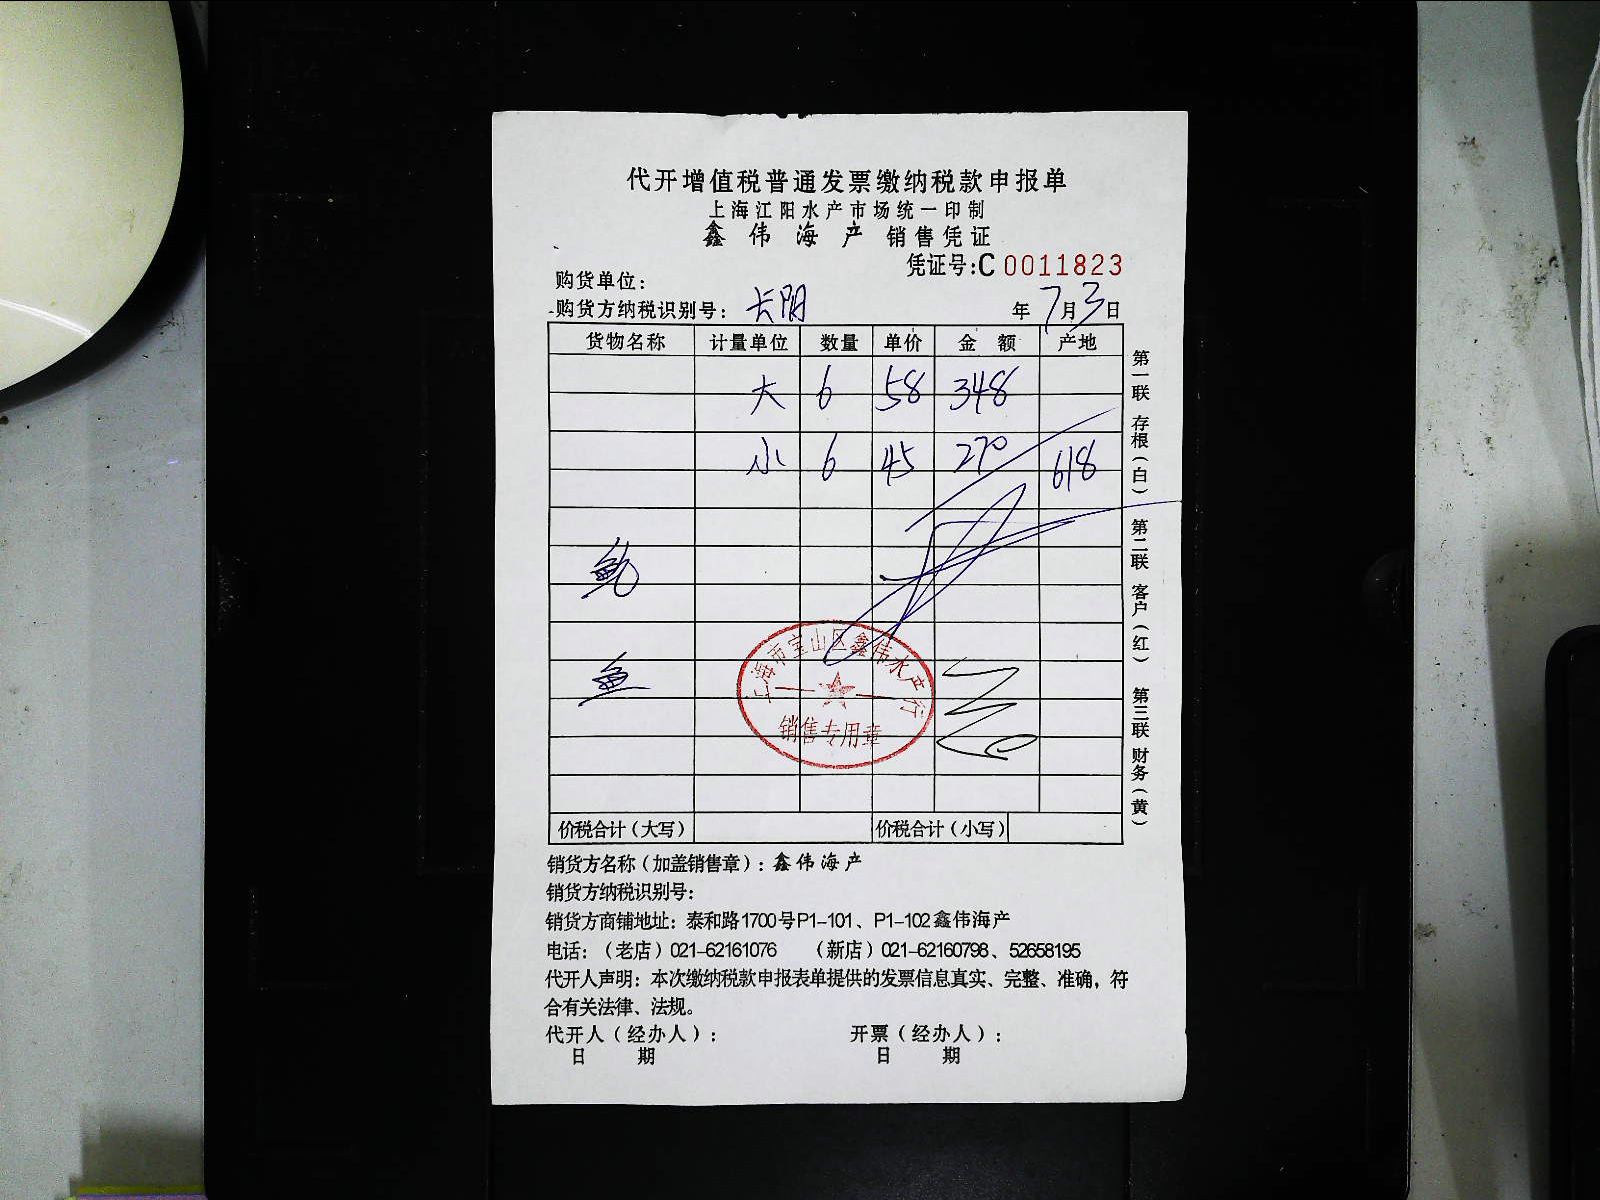 代开增值税普通发票缴纳税款申报单
上海江阳水产市场统一印制
鑫伟海产 销售凭证
凭证号:C 0011823
购货单位:
购货方纳税识别号: 长阳 年 7月3日
货物名称 计量单位 数量 单价 金额 产地
大 6 58 348
小 6 45 270 618
鲍
鱼
上海市宝山区鑫伟水产行
销售专用章
价税合计(大写) 价税合计(小写)
第一联 存根(白) 第二联 客户(红) 第三联 财务(黄)
销货方名称(加盖销售章): 鑫伟海产
销货方纳税识别号:
销货方商铺地址: 泰和路1700号P1-101、P1-102鑫伟海产
电话:(老店)021-62161076 (新店)021-62160798、52658195
代开人声明: 本次缴纳税款申报表单提供的发票信息真实、完整、准确, 符
合有关法律、法规。
代开人(经办人): 开票(经办人):
日 期 日 期